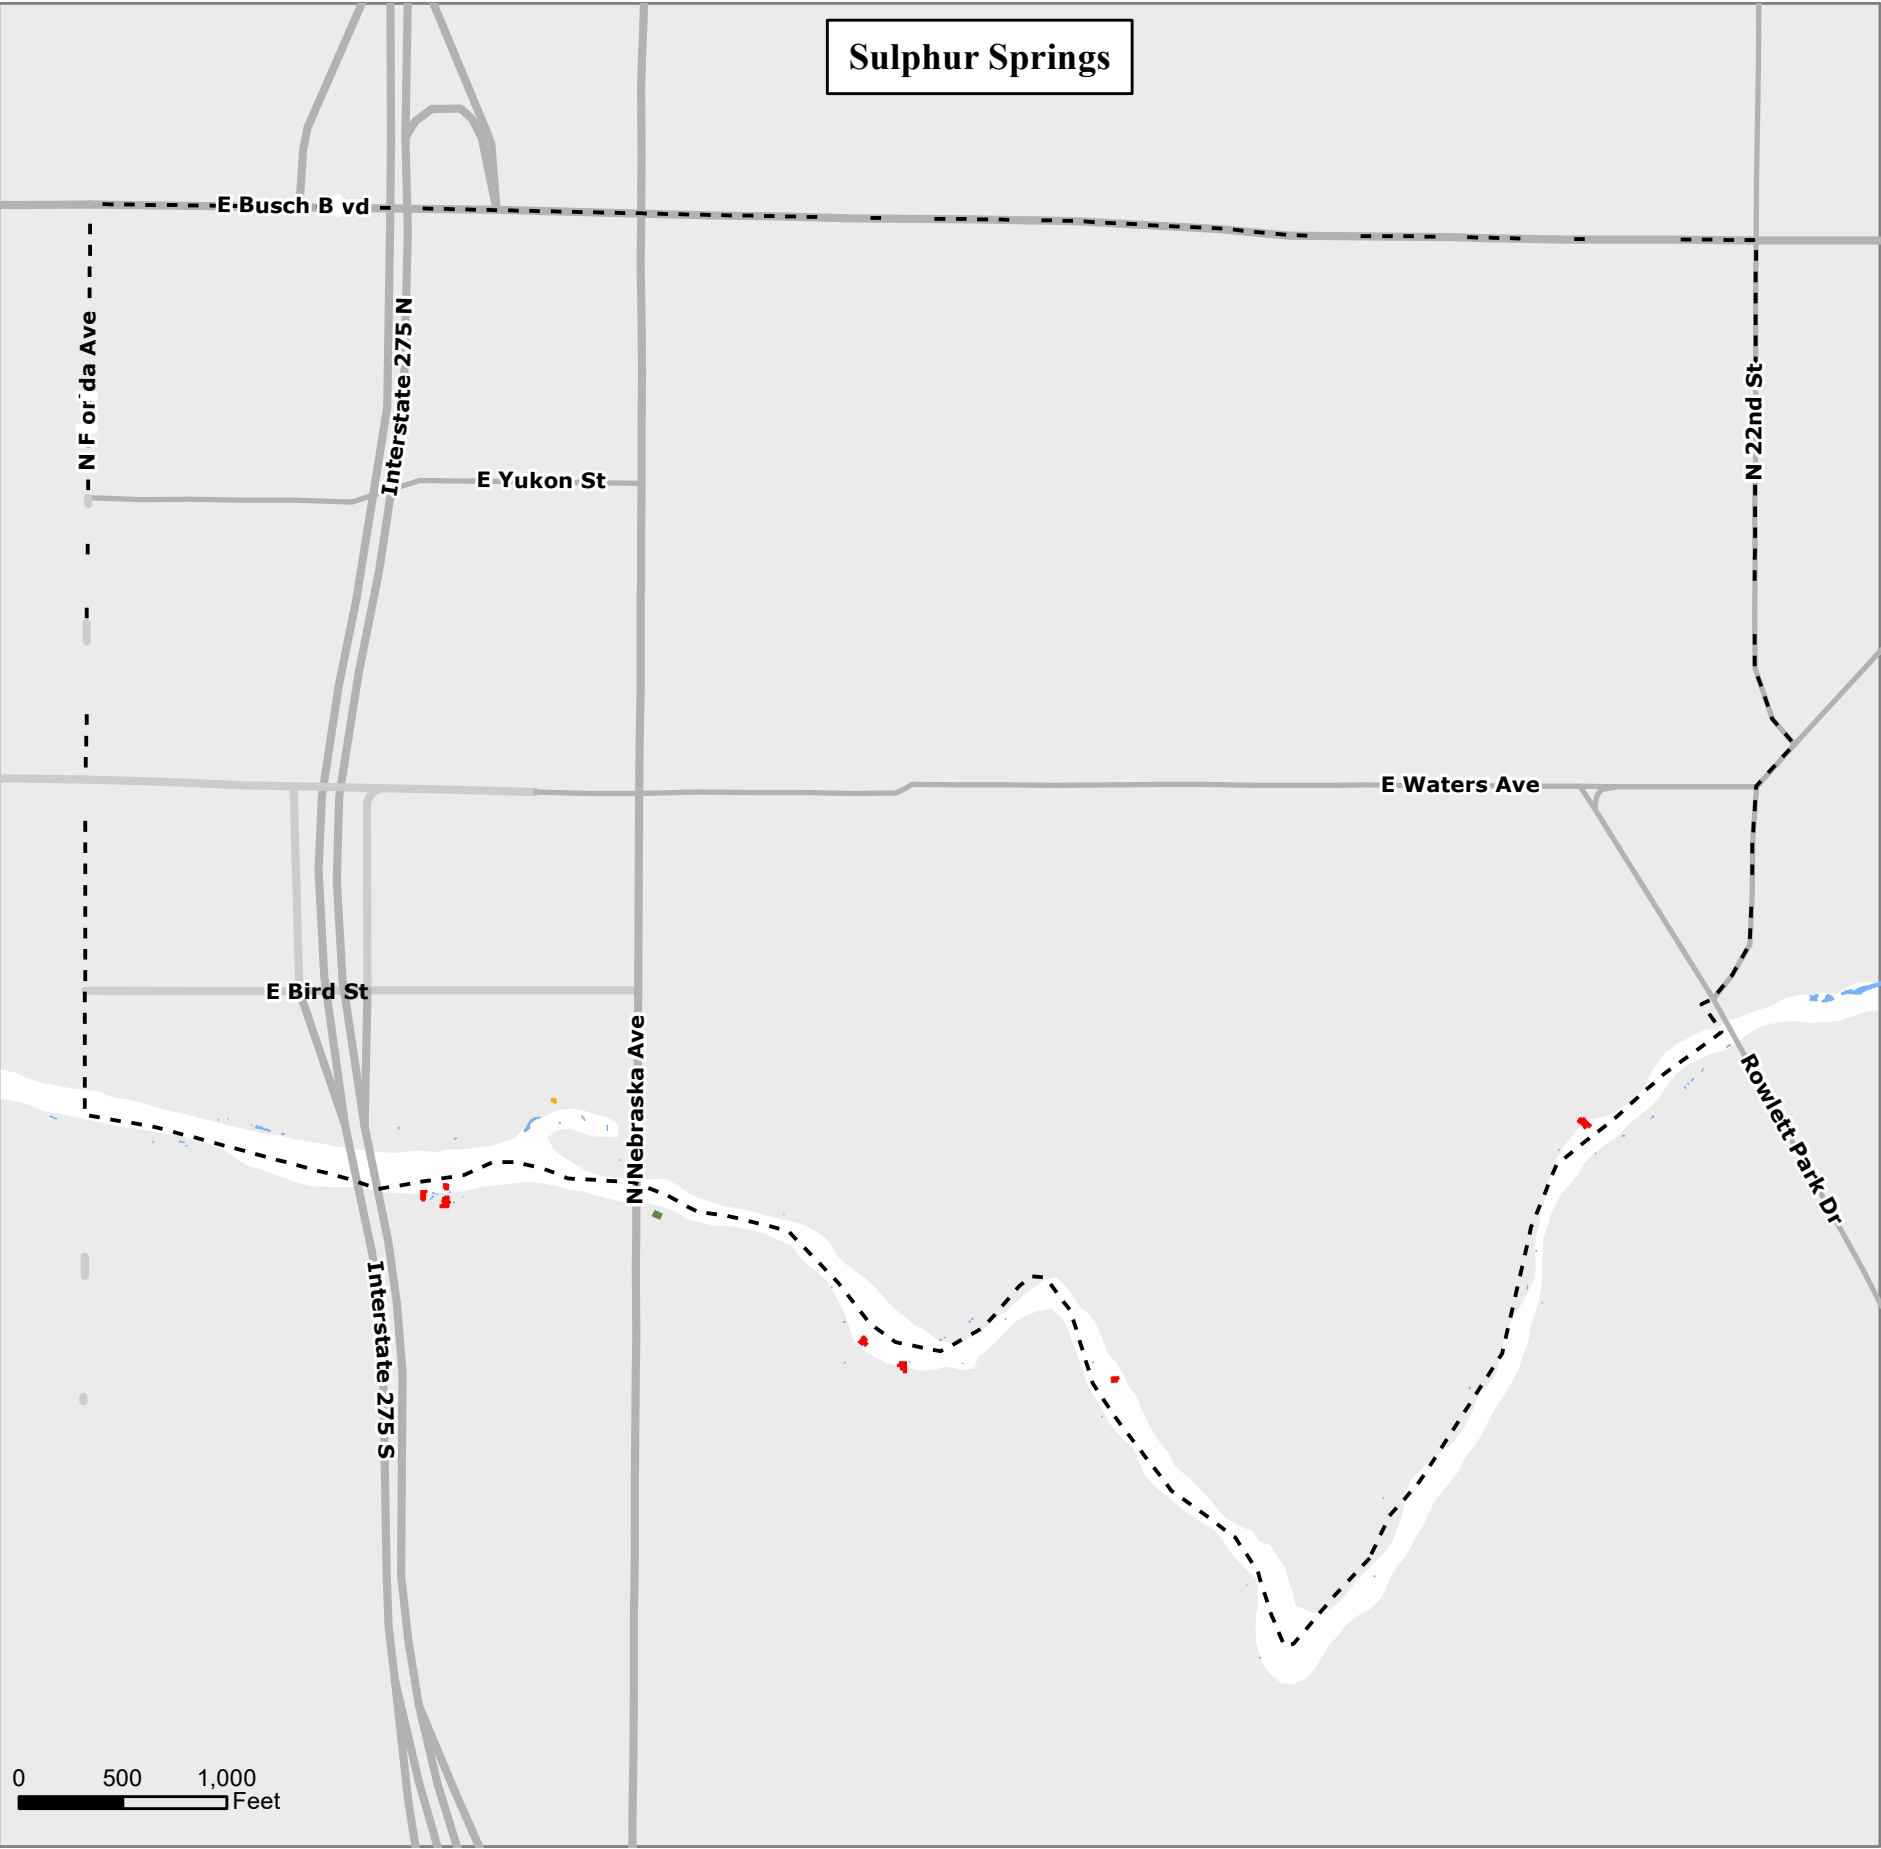 Sulphur Springs
E Busch B vd
N F or da Ave
Interstate 275 N
N 22nd St
E Yukon St
E Waters Ave
E Bird St
N Nebraska Ave
Rowlett Park Dr
Interstate 275 S
0 500 1,000
Feet